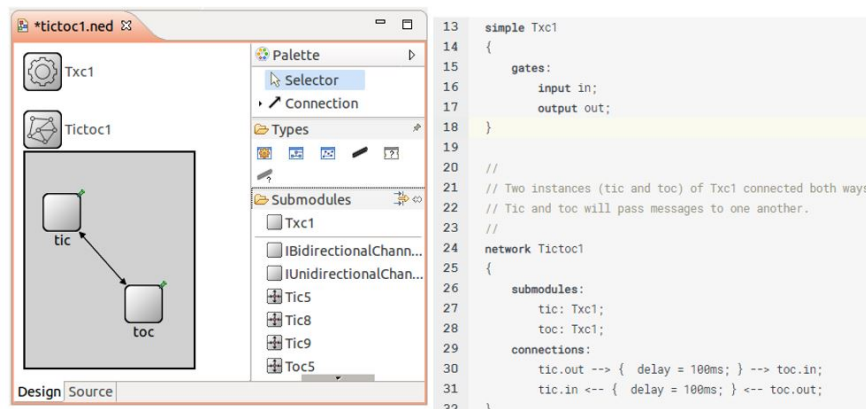 *tictoc1.ned
Txc1
Tictoc1
tic
toc
Palette
Selector
Connection
Types
Submodules
Txc1
IBidirectionalChann...
IUnidirectionalChan...
Tic5
Tic8
Tic9
Toc5
Design Source
13 simple Txc1
14 {
15 gates:
16 input in;
17 output out;
18 }
19
20 //
21 // Two instances (tic and toc) of Txc1 connected both ways
22 // Tic and toc will pass messages to one another.
23 //
24 network Tictoc1
25 {
26 submodules:
27 tic: Txc1;
28 toc: Txc1;
29 connections:
30 tic.out --> { delay = 100ms; } --> toc.in;
31 tic.in <-- { delay = 100ms; } <-- toc.out;
32 }